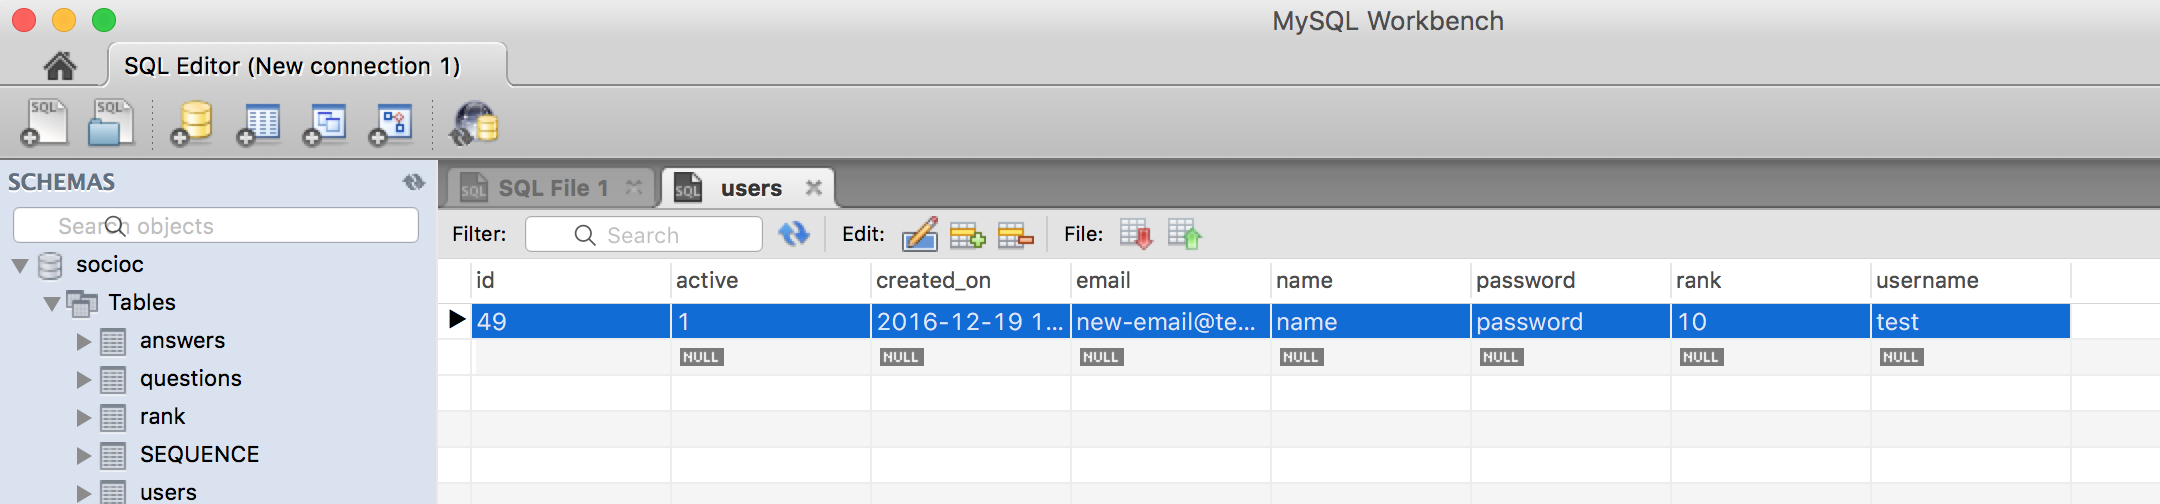 MySQL Workbench
SQL Editor (New connection 1)
SQL SQL
SCHEMAS
Search objects
socioc
Tables
answers
questions
rank
SEQUENCE
users
SQL SQL File 1 SQL users
Filter: Search Edit: File:
id active created_on email name password rank username
49 1 2016-12-19 1... new-email@te... name password 10 test
NULL NULL NULL NULL NULL NULL NULL